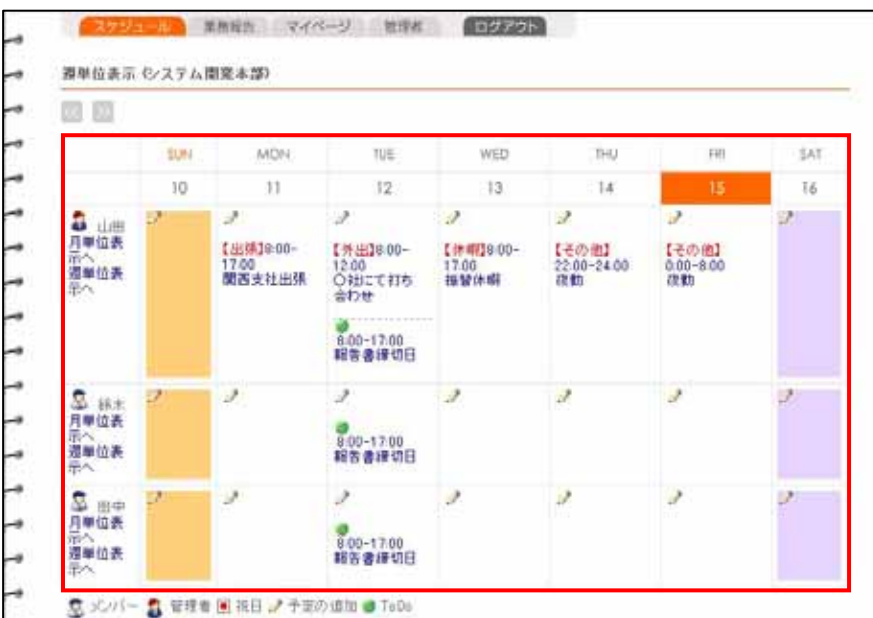 スケジュール 業務報告 マイページ 管理者 ログアウト
週単位表示 (システム開発本部)
<< >>
SUN MON TUE WED THU FRI SAT
10 11 12 13 14 15 16
山田
月単位表
示へ
週単位表
示へ
【出張】8:00-
17:00
関西支社出張
【外出】8:00-
12:00
○社にて打ち
合わせ
8:00-17:00
報告書締切日
【休暇】8:00-
17:00
振替休暇
【その他】
22:00-24:00
夜勤
【その他】
0:00-8:00
夜勤
鈴木
月単位表
示へ
週単位表
示へ
8:00-17:00
報告書締切日
田中
月単位表
示へ
週単位表
示へ
8:00-17:00
報告書締切日
メンバー 管理者 祝日 予定の追加 ToDo